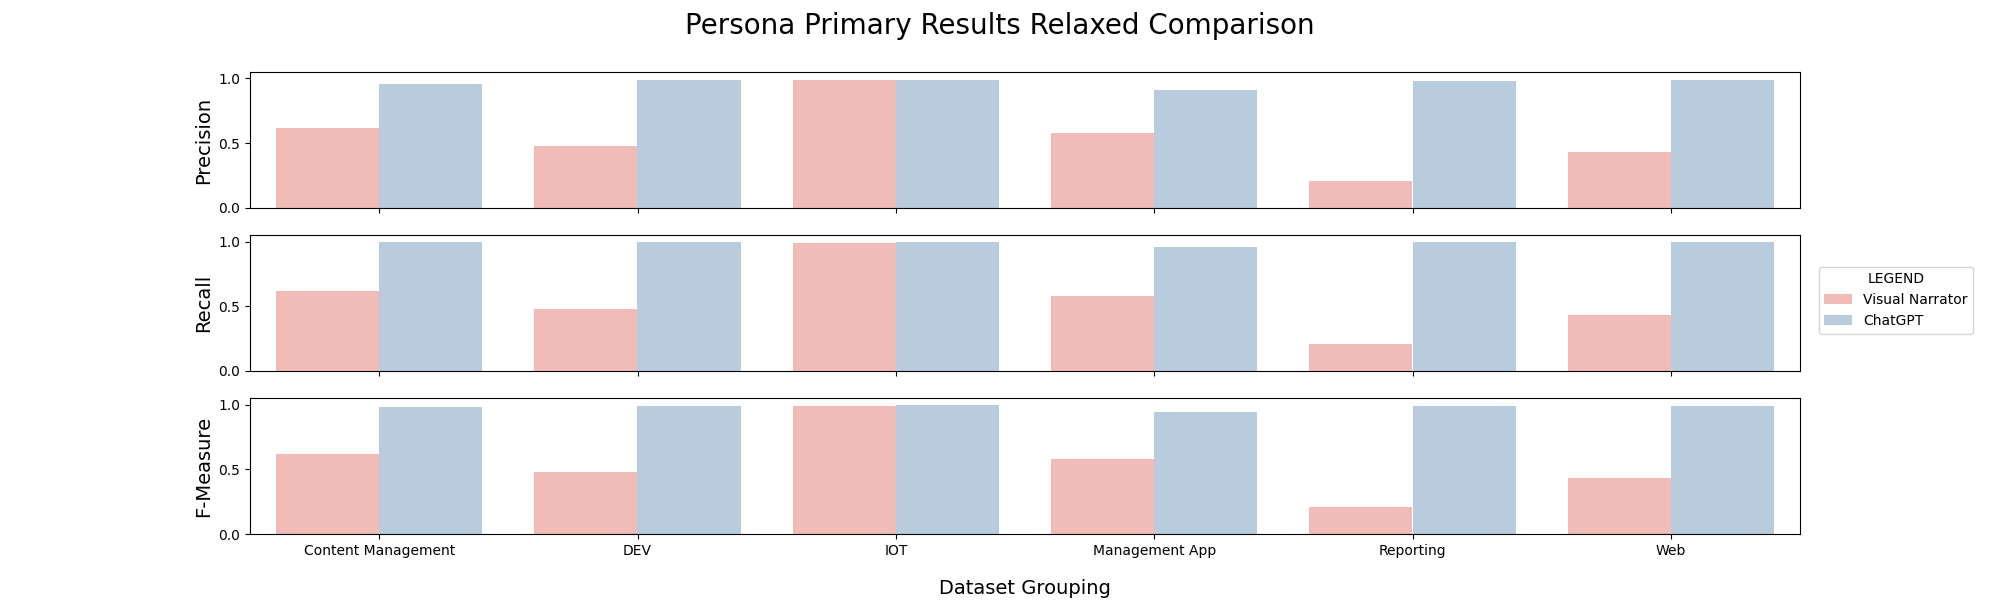 Persona Primary Results Relaxed Comparison
1.0
0.5
0.0
Precision
1.0
0.5
0.0
Recall
LEGEND
Visual Narrator
ChatGPT
1.0
0.5
0.0
F-Measure
Content Management DEV IOT Management App Reporting Web
Dataset Grouping